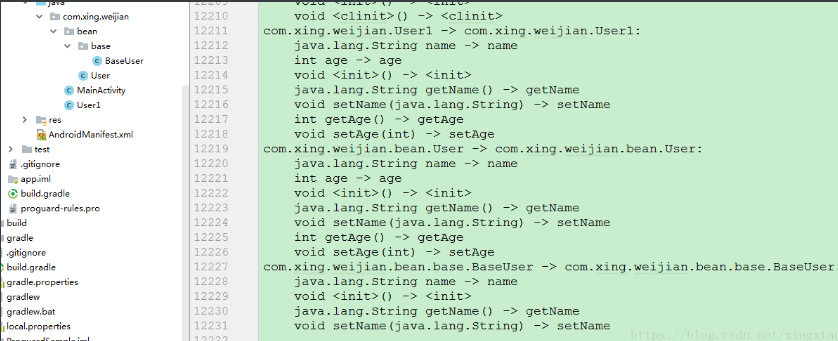 java
com.xing.weijian
bean
base
BaseUser
User
MainActivity
User1
res
AndroidManifest.xml
test
.gitignore
app.iml
build.gradle
proguard-rules.pro
build
gradle
.gitignore
build.gradle
gradle.properties
gradlew
gradlew.bat
local.properties
ProguardSample.iml
12209 void <init>() -> <init>
12210 void <clinit>() -> <clinit>
12211 com.xing.weijian.User1 -> com.xing.weijian.User1:
12212 java.lang.String name -> name
12213 int age -> age
12214 void <init>() -> <init>
12215 java.lang.String getName() -> getName
12216 void setName(java.lang.String) -> setName
12217 int getAge() -> getAge
12218 void setAge(int) -> setAge
12219 com.xing.weijian.bean.User -> com.xing.weijian.bean.User:
12220 java.lang.String name -> name
12221 int age -> age
12222 void <init>() -> <init>
12223 java.lang.String getName() -> getName
12224 void setName(java.lang.String) -> setName
12225 int getAge() -> getAge
12226 void setAge(int) -> setAge
12227 com.xing.weijian.bean.base.BaseUser -> com.xing.weijian.bean.base.BaseUser
12228 java.lang.String name -> name
12229 void <init>() -> <init>
12230 java.lang.String getName() -> getName
12231 void setName(java.lang.String) -> setName
12232